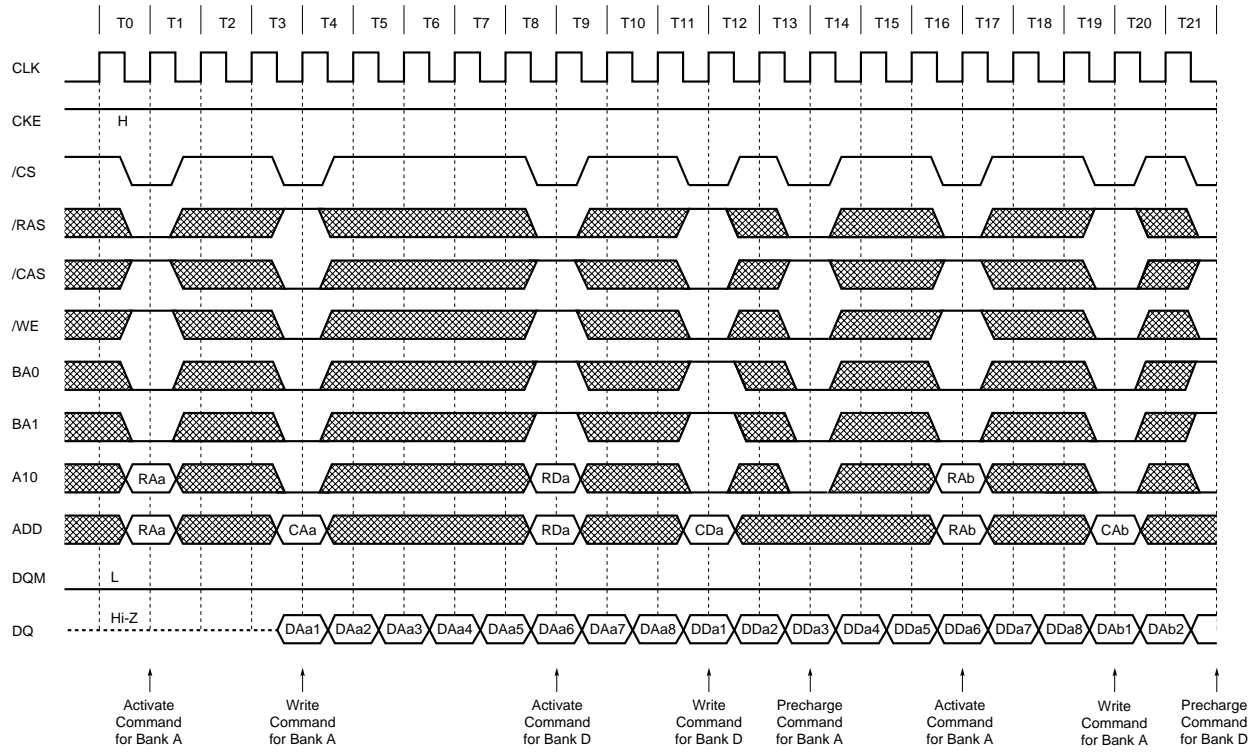 T0 T1 T2 T3 T4 T5 T6 T7 T8 T9 T10 T11 T12 T13 T14 T15 T16 T17 T18 T19 T20 T21
CLK
CKE
H
/CS
/RAS
/CAS
/WE
BA0
BA1
A10
RAa RDa RAb
ADD
RAa CAa RDa CDa RAb CAb
DQM
L
Hi-Z
DQ
DAa1 DAa2 DAa3 DAa4 DAa5 DAa6 DAa7 DAa8 DDa1 DDa2 DDa3 DDa4 DDa5 DDa6 DDa7 DDa8 DAb1 DAb2
Activate
Command
for Bank A
Write
Command
for Bank A
Activate
Command
for Bank D
Write
Command
for Bank D
Precharge
Command
for Bank A
Activate
Command
for Bank A
Write
Command
for Bank A
Precharge
Command
for Bank D